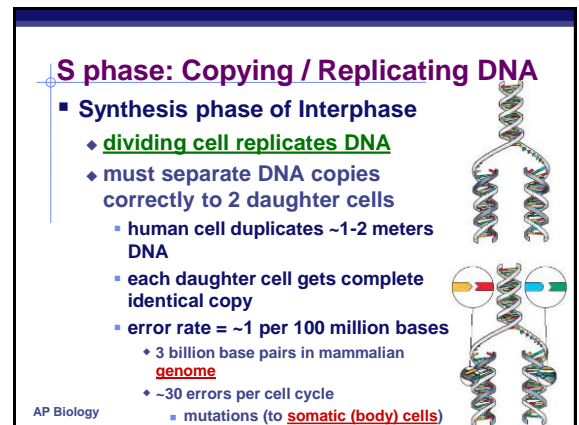 S phase: Copying / Replicating DNA
▪ Synthesis phase of Interphase
◆ dividing cell replicates DNA
◆ must separate DNA copies
correctly to 2 daughter cells
▪ human cell duplicates ~1-2 meters
DNA
▪ each daughter cell gets complete
identical copy
▪ error rate = ~1 per 100 million bases
◆ 3 billion base pairs in mammalian
genome
◆ ~30 errors per cell cycle
▪ mutations (to somatic (body) cells)
AP Biology